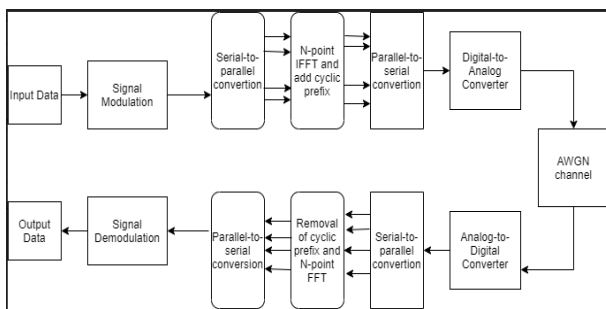 Input Data
Signal
Modulation
Serial-to-
parallel
convertion
N-point
IFFT and
add cyclic
prefix
Parallel-to-
serial
convertion
Digital-to-
Analog
Converter
AWGN
channel
Output
Data
Signal
Demodulation
Parallel-to-
serial
conversion
Removal
of cyclic
prefix and
N-point
FFT
Serial-to-
parallel
convertion
Analog-to-
Digital
Converter